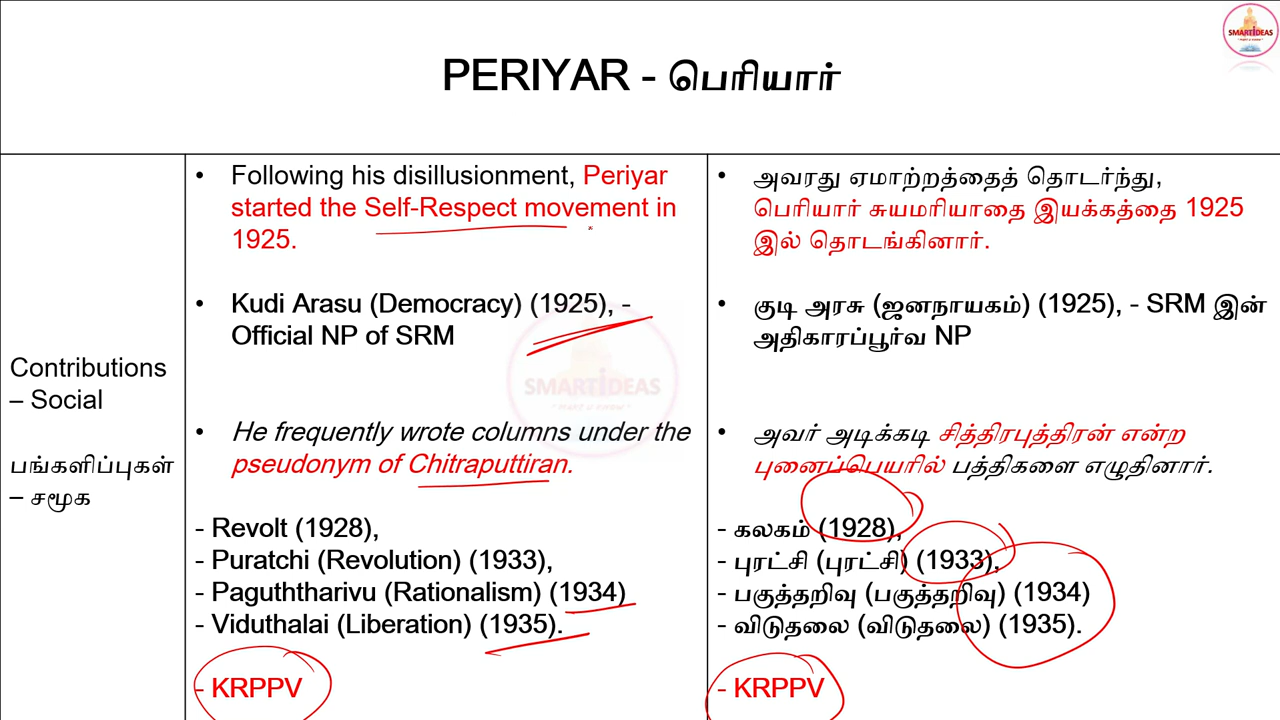 SMARTIDEAS
PERIYAR - பெரியார்
Contributions
– Social
பங்களிப்புகள்
– சமூக
• Following his disillusionment, Periyar
started the Self-Respect movement in
1925.
• Kudi Arasu (Democracy) (1925), -
Official NP of SRM
• He frequently wrote columns under the
pseudonym of Chitraputtiran.
- Revolt (1928),
- Puratchi (Revolution) (1933),
- Paguththarivu (Rationalism) (1934)
- Viduthalai (Liberation) (1935).
- KRPPV
• அவரது ஏமாற்றத்தைத் தொடர்ந்து,
பெரியார் சுயமரியாதை இயக்கத்தை 1925
இல் தொடங்கினார்.
• குடி அரசு (ஜனநாயகம்) (1925), - SRM இன்
அதிகாரப்பூர்வ NP
• அவர் அடிக்கடி சித்திரபுத்திரன் என்ற
புனைப்பெயரில் பத்திகளை எழுதினார்.
- கலகம் (1928),
- புரட்சி (புரட்சி) (1933),
- பகுத்தறிவு (பகுத்தறிவு) (1934)
- விடுதலை (விடுதலை) (1935).
- KRPPV
SMARTIDEAS